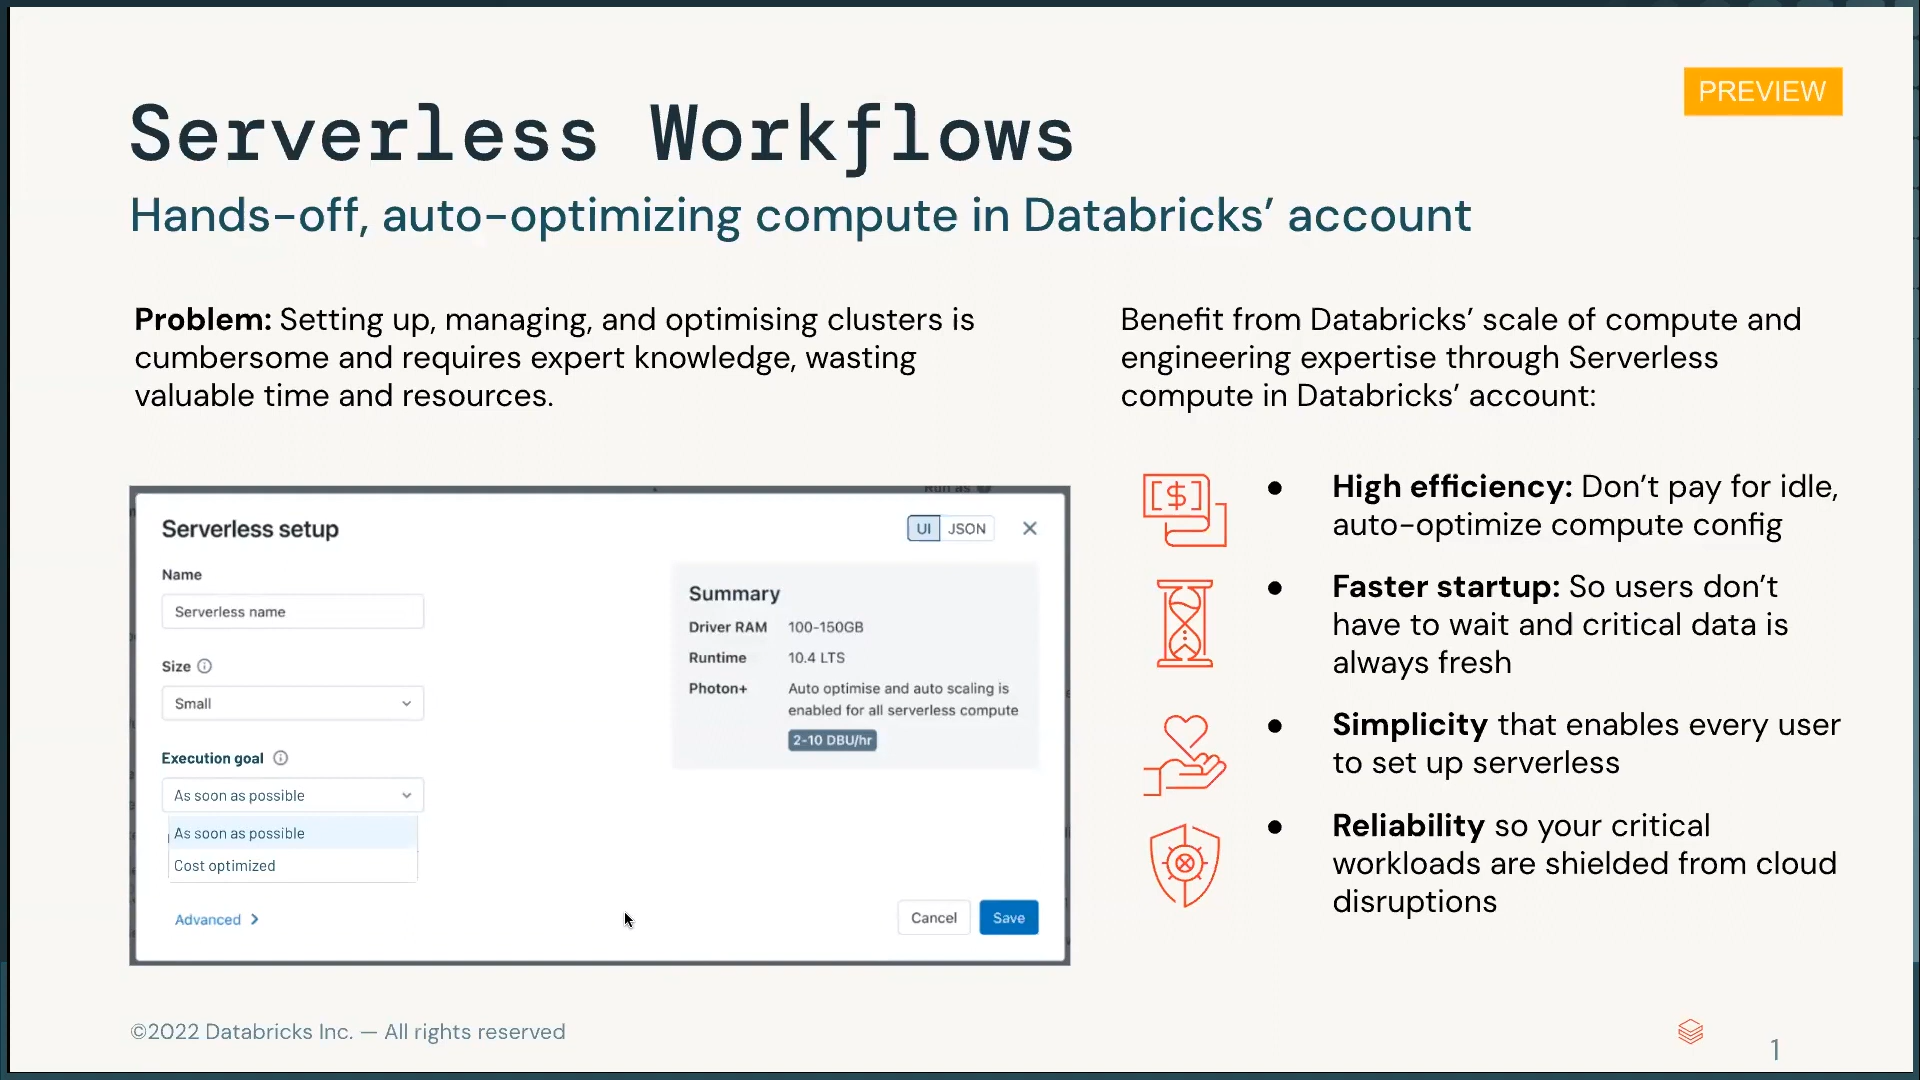 PREVIEW
Serverless Workflows
Hands-off, auto-optimizing compute in Databricks’ account
Problem: Setting up, managing, and optimising clusters is
cumbersome and requires expert knowledge, wasting
valuable time and resources.
Serverless setup
UI JSON
Name
Serverless name
Size
Small
Execution goal
As soon as possible
As soon as possible
Cost optimized
Advanced
Summary
Driver RAM 100-150GB
Runtime 10.4 LTS
Photon+ Auto optimise and auto scaling is
enabled for all serverless compute
2-10 DBU/hr
Cancel Save
Benefit from Databricks’ scale of compute and
engineering expertise through Serverless
compute in Databricks’ account:
● High efficiency: Don’t pay for idle,
auto-optimize compute config
● Faster startup: So users don’t
have to wait and critical data is
always fresh
● Simplicity that enables every user
to set up serverless
● Reliability so your critical
workloads are shielded from cloud
disruptions
©2022 Databricks Inc. — All rights reserved
1